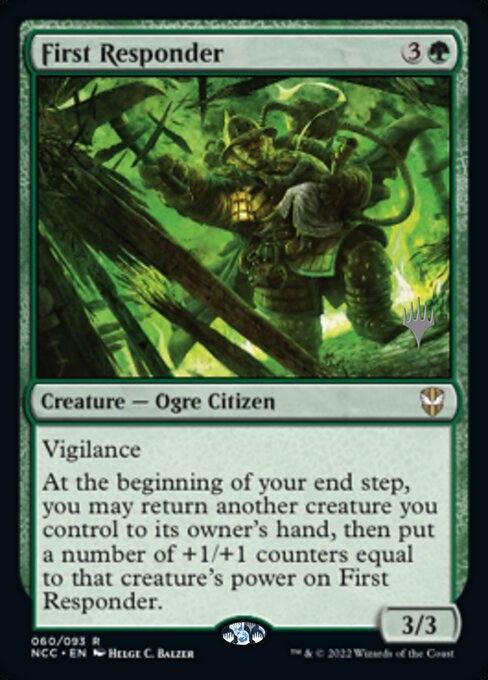 First Responder 3
Creature — Ogre Citizen
Vigilance
At the beginning of your end step,
you may return another creature you
control to its owner's hand, then put
a number of +1/+1 counters equal
to that creature's power on First
Responder.
3/3
060/093 R
NCC • EN HELGE C. BALZER
™ & © 2022 Wizards of the Coast